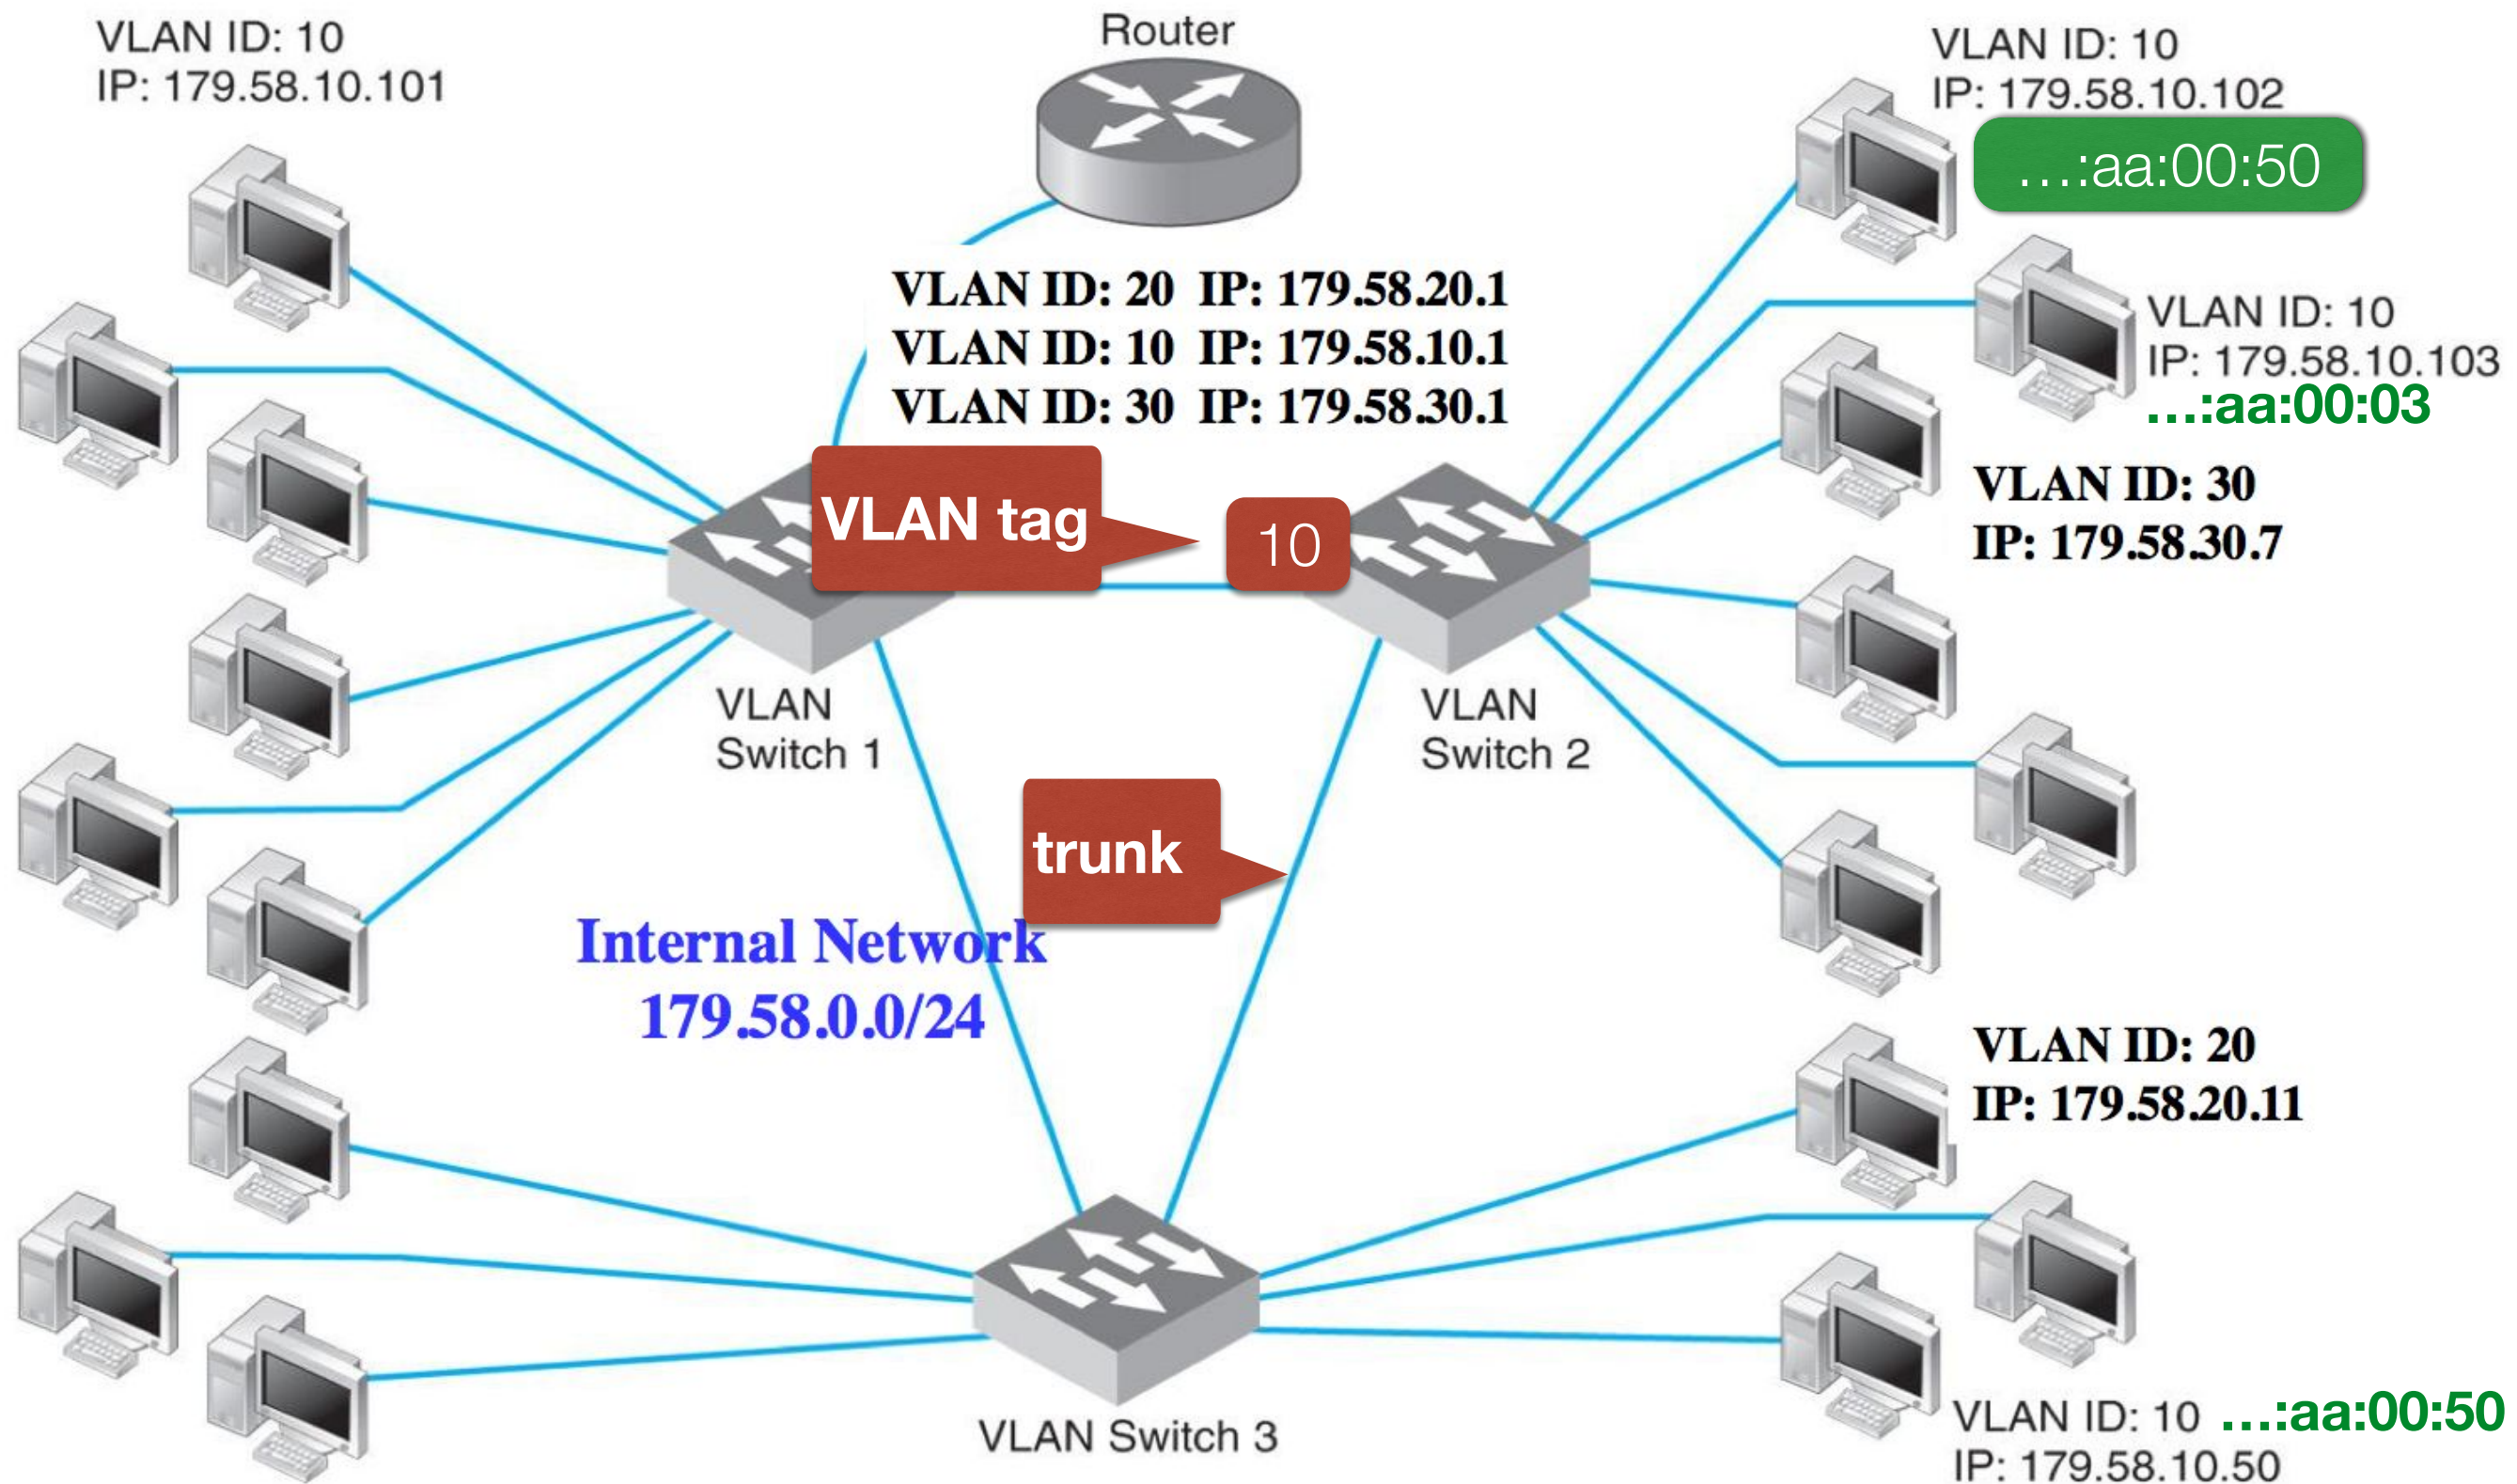 VLAN ID: 10
IP: 179.58.10.101
Router
VLAN ID: 10
IP: 179.58.10.102
...:aa:00:50
VLAN ID: 20 IP: 179.58.20.1
VLAN ID: 10 IP: 179.58.10.1
VLAN ID: 30 IP: 179.58.30.1
VLAN ID: 10
IP: 179.58.10.103
...:aa:00:03
VLAN tag
10
VLAN ID: 30
IP: 179.58.30.7
VLAN
Switch 1
VLAN
Switch 2
trunk
Internal Network
179.58.0.0/24
VLAN ID: 20
IP: 179.58.20.11
VLAN Switch 3
VLAN ID: 10 ...:aa:00:50
IP: 179.58.10.50